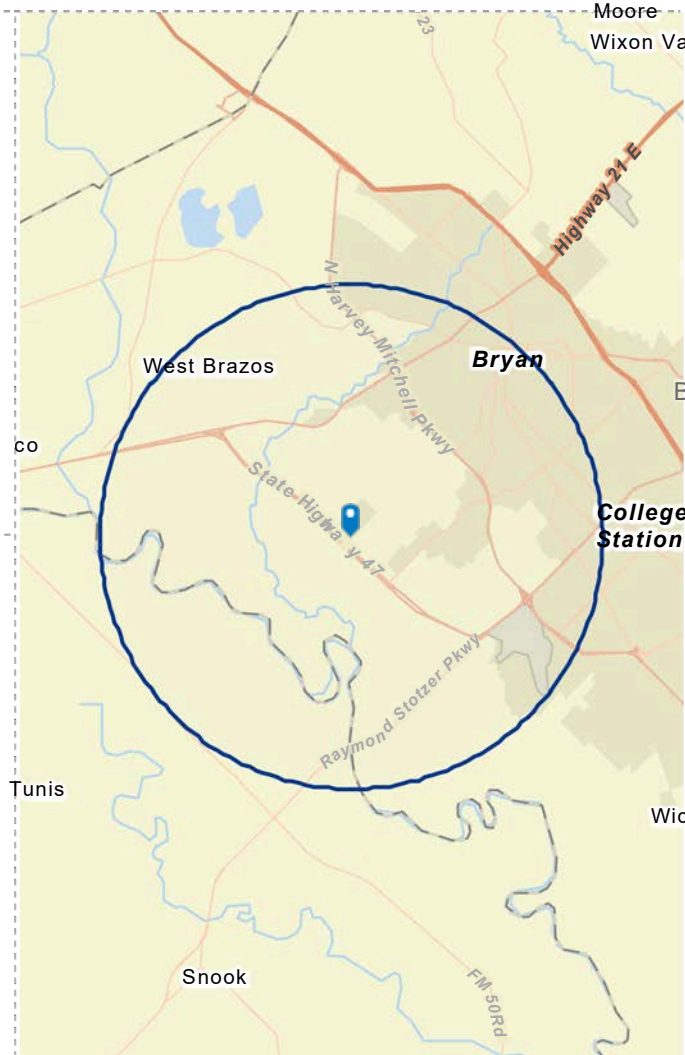 Moore
Wixon Va
23
Highway 21 E
N Harvey Mitchell Pkwy
West Brazos
Bryan
B
co
State Highway 47
College
Station
Raymond Stotzer Pkwy
Tunis
Wic
Snook
FM 50Rd